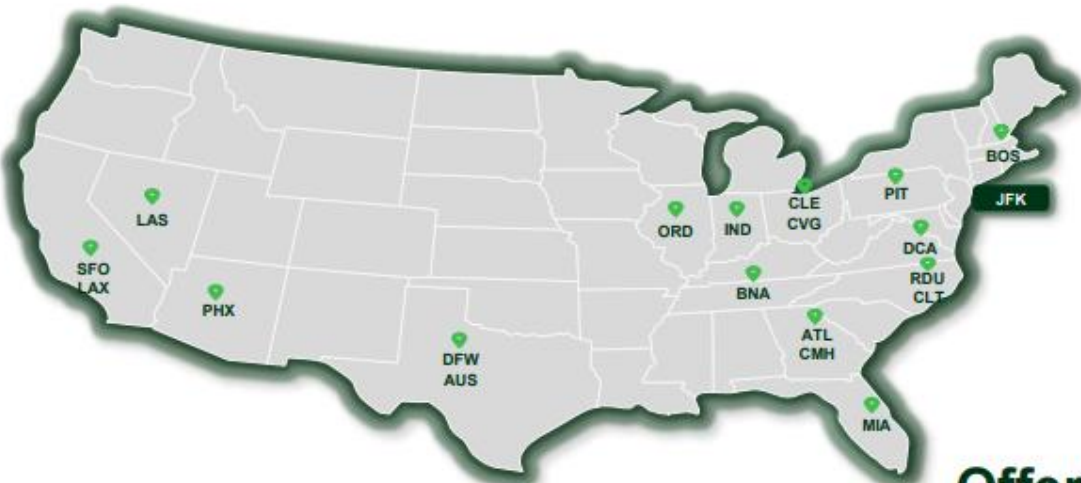 BOS
JFK
PIT
CLE
CVG
LAS
ORD
IND
DCA
SFO
LAX
RDU
CLT
BNA
PHX
ATL
CMH
DFW
AUS
MIA